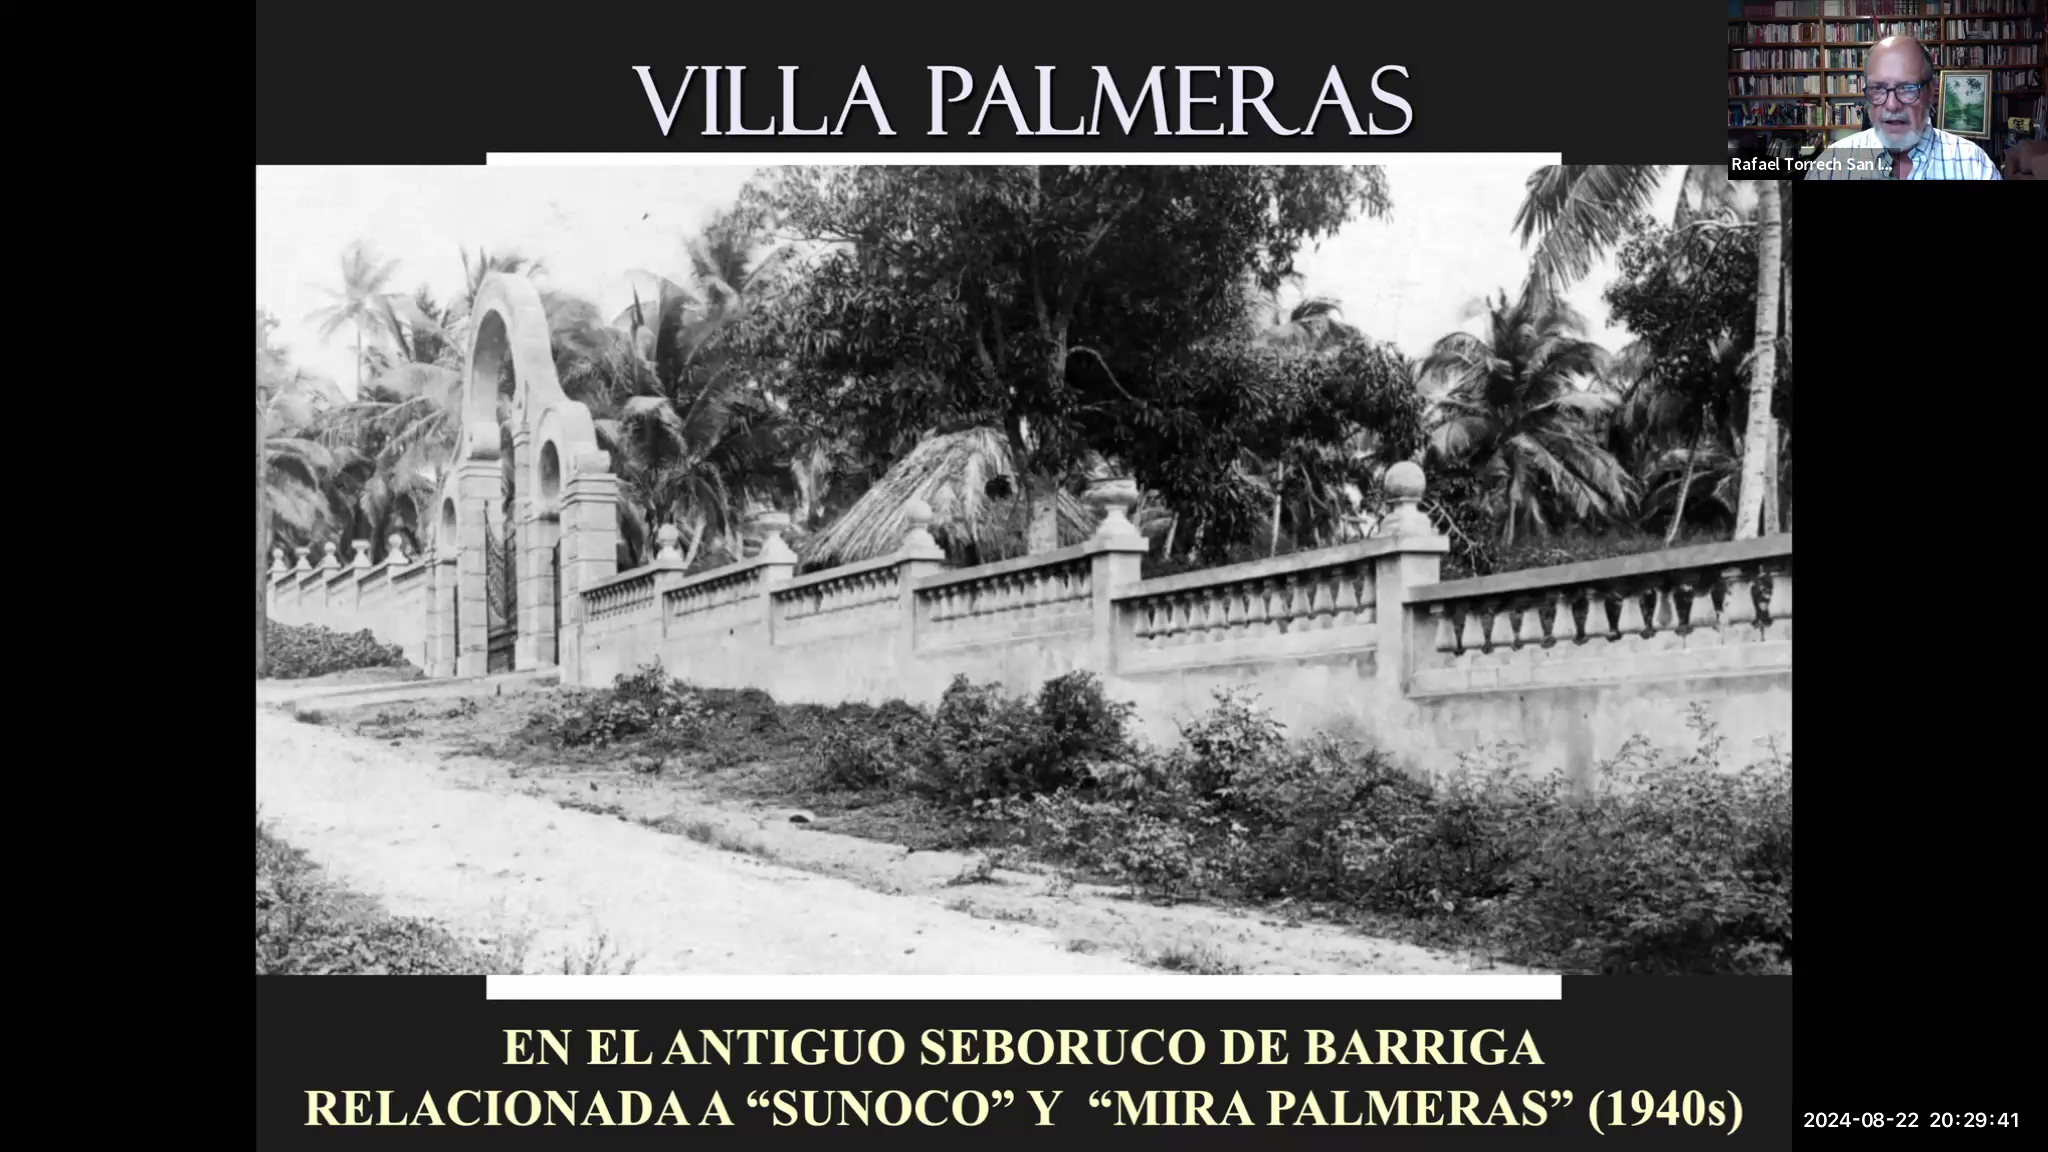 VILLA PALMERAS
Rafael Torrech San I...
EN EL ANTIGUO SEBORUCO DE BARRIGA
RELACIONADA A “SUNOCO” Y “MIRA PALMERAS” (1940s)
2024-08-22 20:29:41